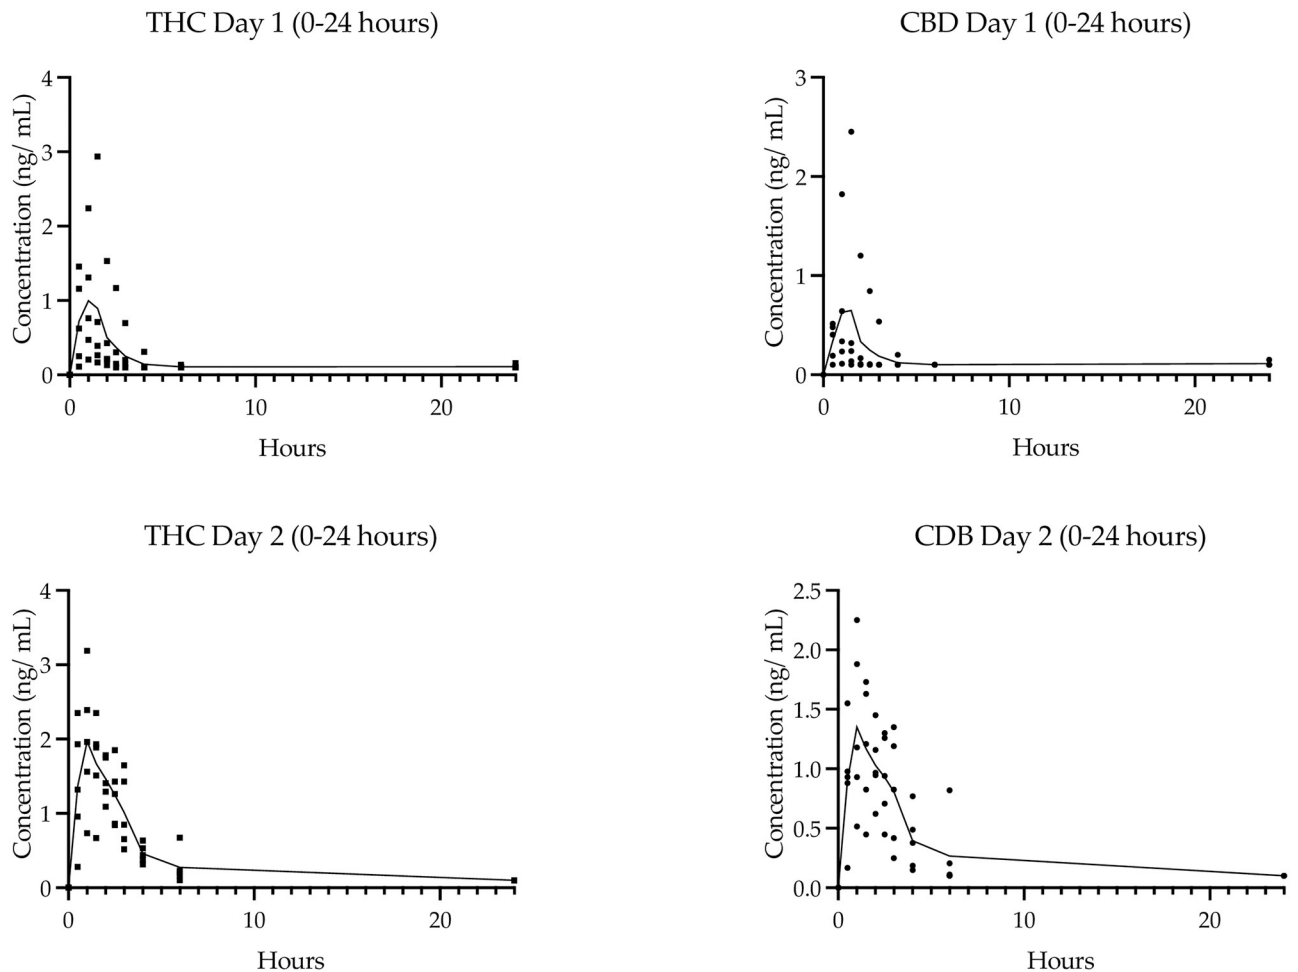 THC Day 1 (0-24 hours)
4
3
2
1
0
Concentration (ng/ mL)
0 10 20
Hours
CBD Day 1 (0-24 hours)
3
2
1
0
Concentration (ng/ mL)
0 10 20
Hours
THC Day 2 (0-24 hours)
4
3
2
1
0
Concentration (ng/ mL)
0 10 20
Hours
CDB Day 2 (0-24 hours)
2.5
2.0
1.5
1.0
0.5
0.0
Concentration (ng/ mL)
0 10 20
Hours